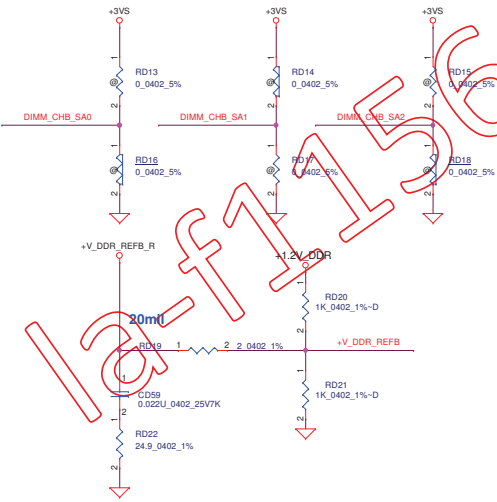 +3VS
+3VS
+3VS
1
1
1
RD13
0_0402_5%
@
RD14
0_0402_5%
@
RD15
0_0402_5%
@
2
2
2
DIMM_CHB_SA0
DIMM_CHB_SA1
DIMM_CHB_SA2
1
1
1
RD16
0_0402_5%
@
RD17
0_0402_5%
RD18
0_0402_5%
@
2
2
2
+V_DDR_REFB_R
+1.2V_DDR
1
RD20
1K_0402_1%~D
2
20mil
RD19
1
2
2_0402_1%
+V_DDR_REFB
1
CD59
0.022U_0402_25V7K
2
1
RD21
1K_0402_1%~D
2
1
RD22
24.9_0402_1%
2
la-f1156